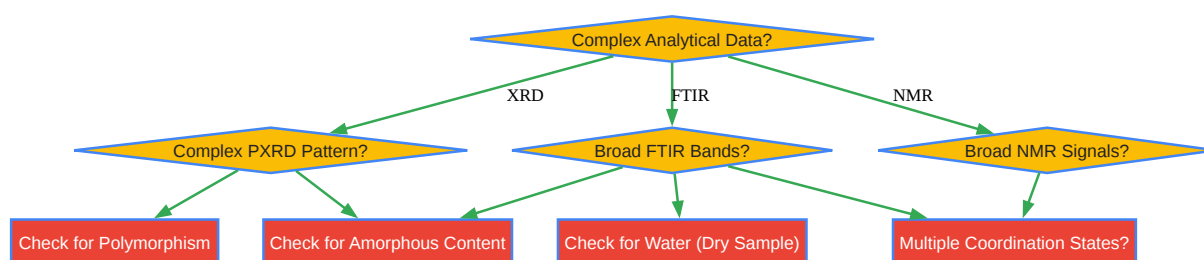 Complex Analytical Data?
XRD
FTIR
NMR
Complex PXRD Pattern?
Broad FTIR Bands?
Broad NMR Signals?
Check for Polymorphism
Check for Amorphous Content
Check for Water (Dry Sample)
Multiple Coordination States?